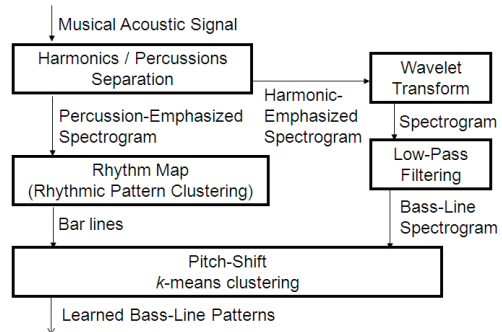 Musical Acoustic Signal
Harmonics / Percussions
Separation
Wavelet
Transform
Percussion-Emphasized
Spectrogram
Harmonic-
Emphasized
Spectrogram
Spectrogram
Rhythm Map
(Rhythmic Pattern Clustering)
Low-Pass
Filtering
Bar lines
Bass-Line
Spectrogram
Pitch-Shift
k-means clustering
Learned Bass-Line Patterns